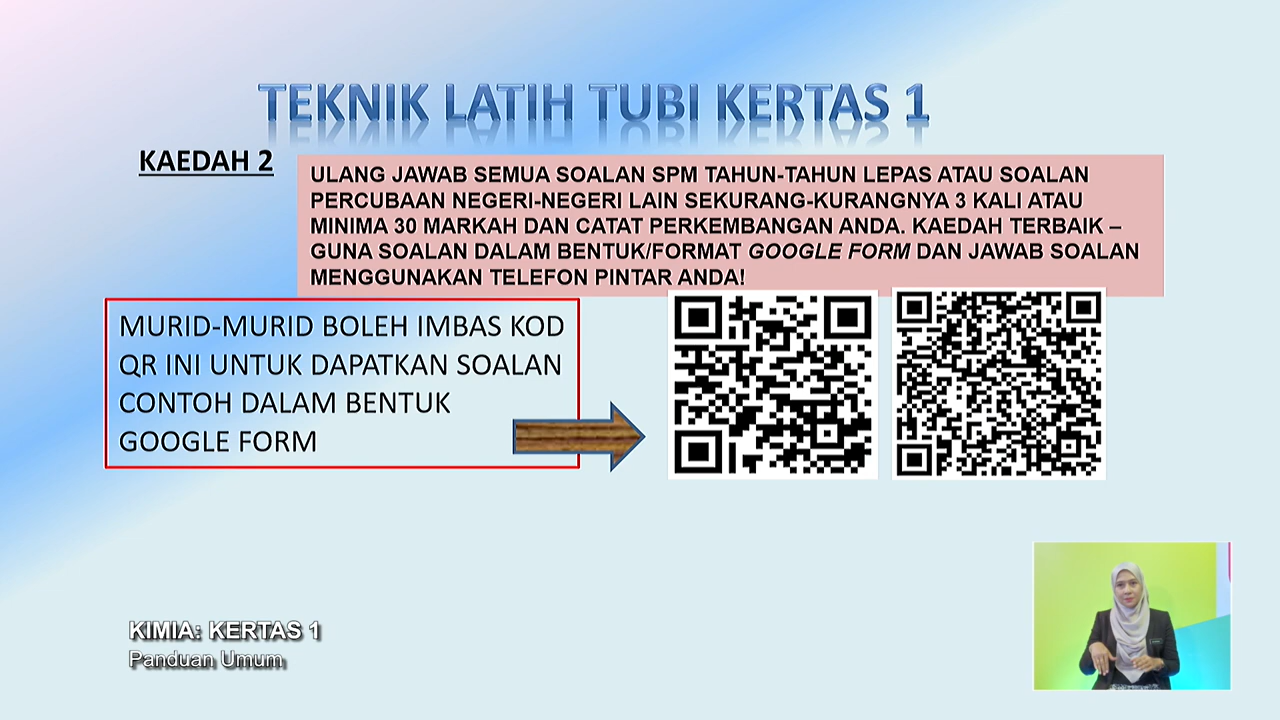 TEKNIK LATIH TUBI KERTAS 1
KAEDAH 2
ULANG JAWAB SEMUA SOALAN SPM TAHUN-TAHUN LEPAS ATAU SOALAN
PERCUBAAN NEGERI-NEGERI LAIN SEKURANG-KURANGNYA 3 KALI ATAU
MINIMA 30 MARKAH DAN CATAT PERKEMBANGAN ANDA. KAEDAH TERBAIK –
GUNA SOALAN DALAM BENTUK/FORMAT GOOGLE FORM DAN JAWAB SOALAN
MENGGUNAKAN TELEFON PINTAR ANDA!
MURID-MURID BOLEH IMBAS KOD
QR INI UNTUK DAPATKAN SOALAN
CONTOH DALAM BENTUK
GOOGLE FORM
KIMIA: KERTAS 1
Panduan Umum